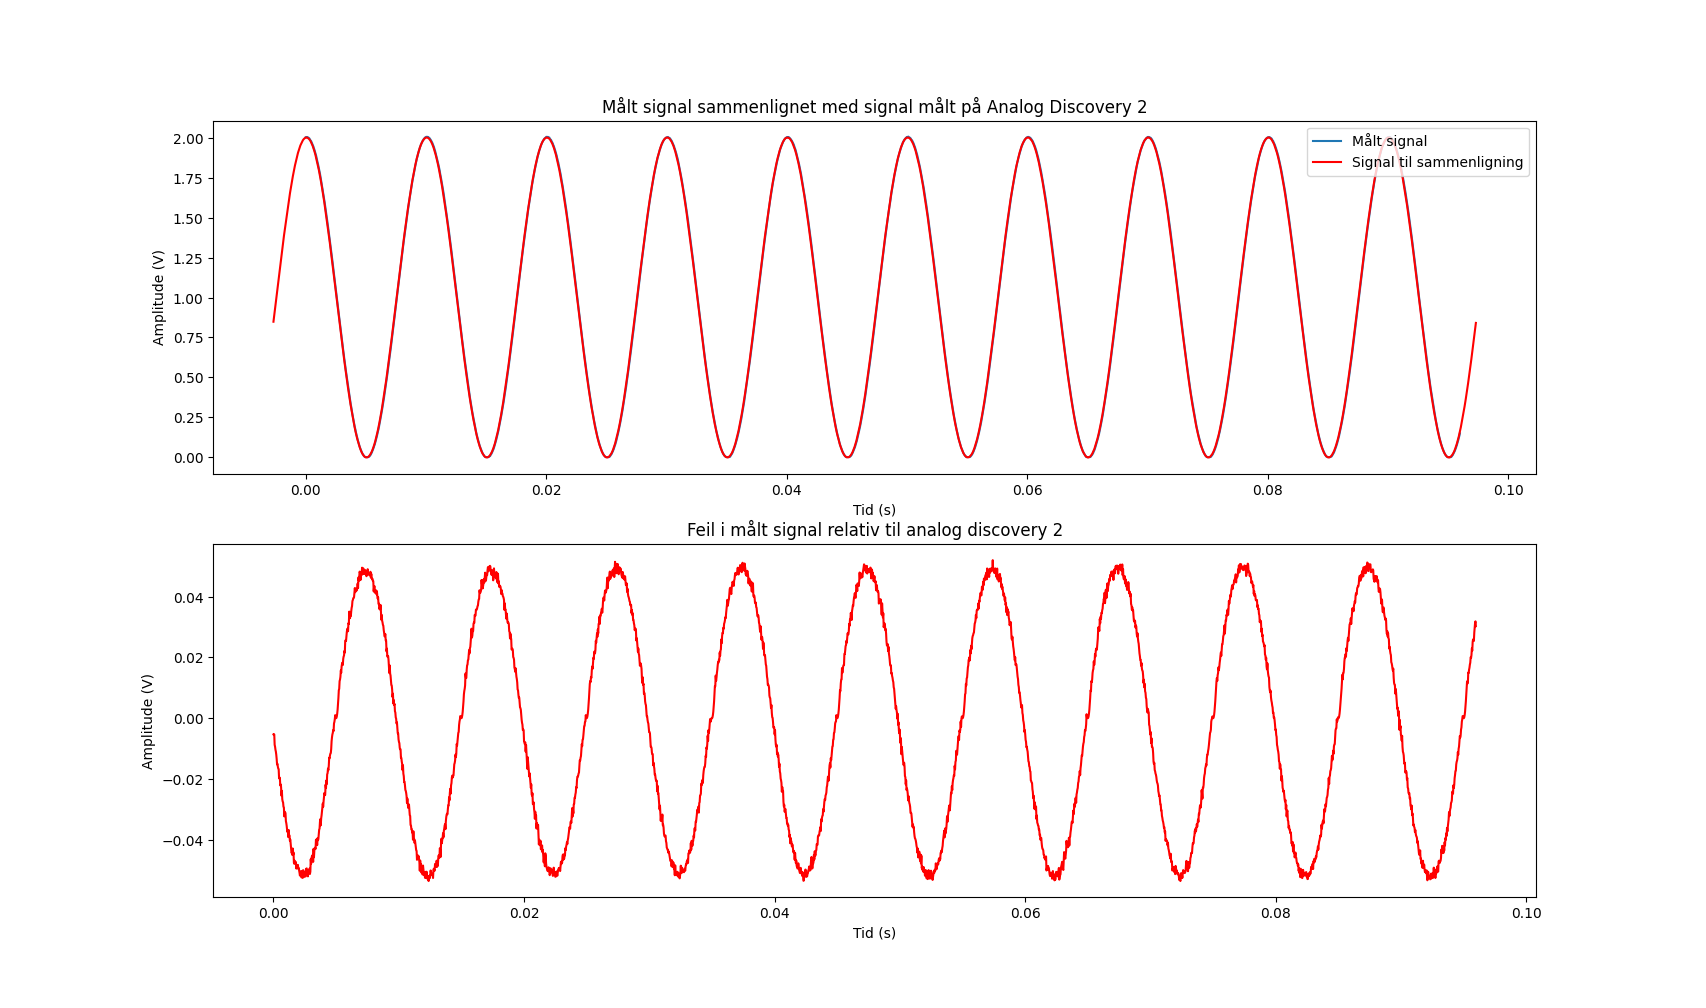 Målt signal sammenlignet med signal målt på Analog Discovery 2
2.00
1.75
1.50
1.25
1.00
0.75
0.50
0.25
0.00
Amplitude (V)
Målt signal
Signal til sammenligning
0.00 0.02 0.04 0.06 0.08 0.10
Tid (s)
Feil i målt signal relativ til analog discovery 2
0.04
0.02
0.00
−0.02
−0.04
Amplitude (V)
0.00 0.02 0.04 0.06 0.08 0.10
Tid (s)